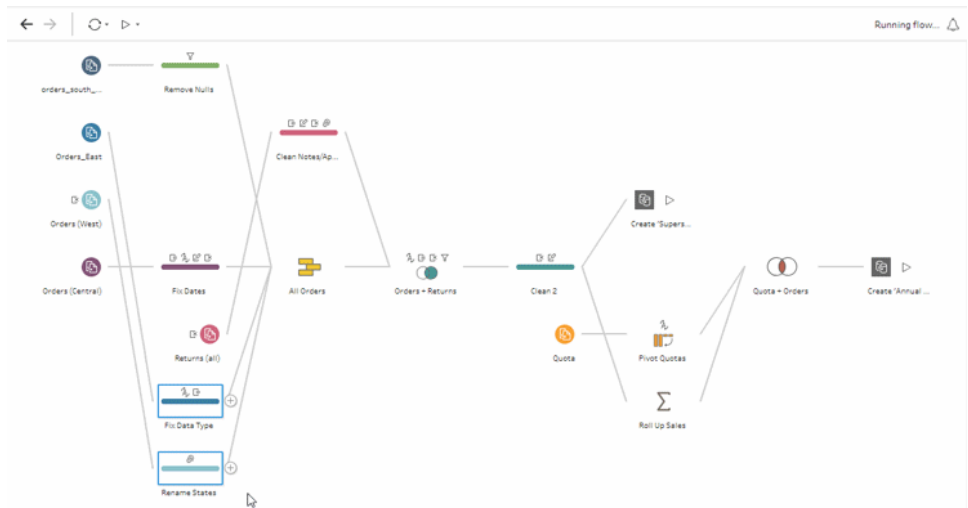 Running flow...
orders_south_...
Remove Nulls
Orders_East
Clean Notes/Ap...
Orders (West)
Create 'Supers...
Orders (Central)
Fix Dates
All Orders
Orders + Returns
Clean 2
Quota + Orders
Create 'Annual ...
Returns (all)
Quota
Pivot Quotas
Fix Data Type
Roll Up Sales
Rename States